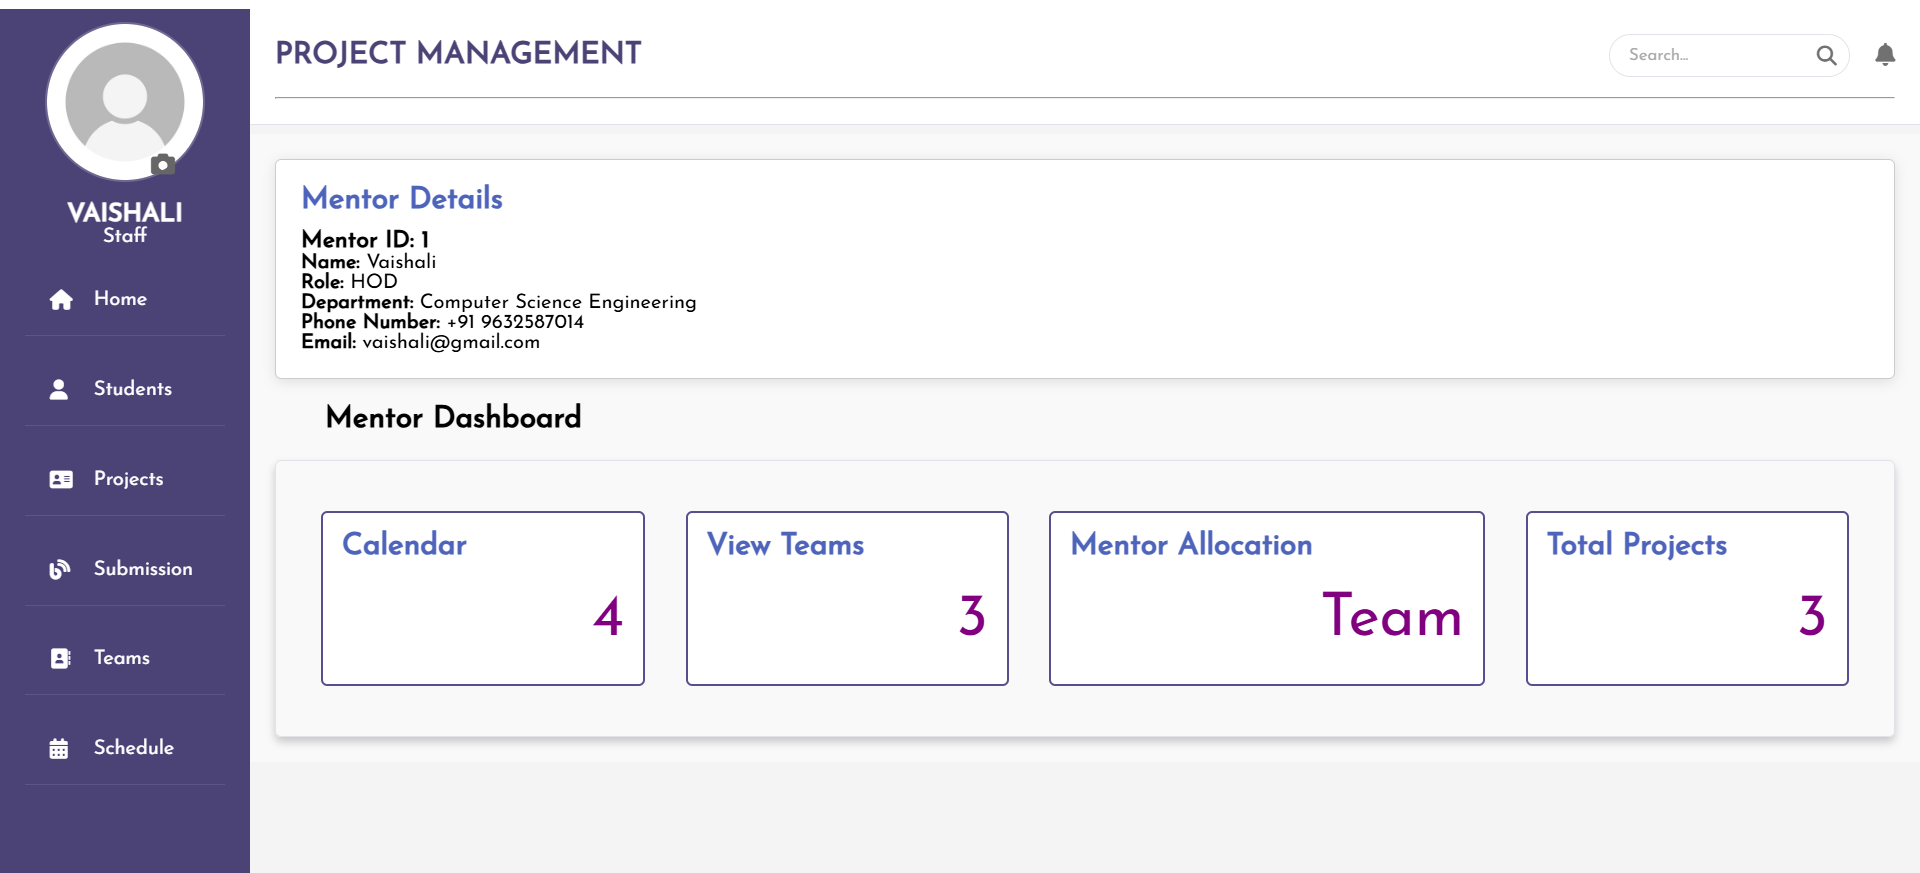 VAISHALI
Staff
Home
Students
Projects
Submission
Teams
Schedule
PROJECT MANAGEMENT
Search...
Mentor Details
Mentor ID: 1
Name: Vaishali
Role: HOD
Department: Computer Science Engineering
Phone Number: +91 9632587014
Email: vaishali@gmail.com
Mentor Dashboard
Calendar
4
View Teams
3
Mentor Allocation
Team
Total Projects
3